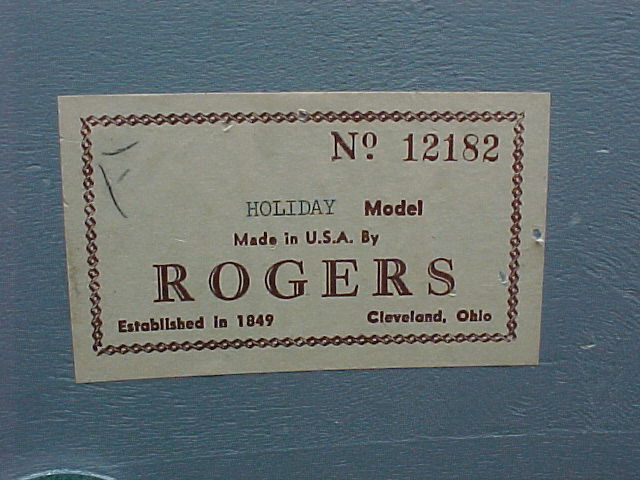 Nº 12182
HOLIDAY Model
Made in U.S.A. By
ROGERS
Established in 1849 Cleveland, Ohio